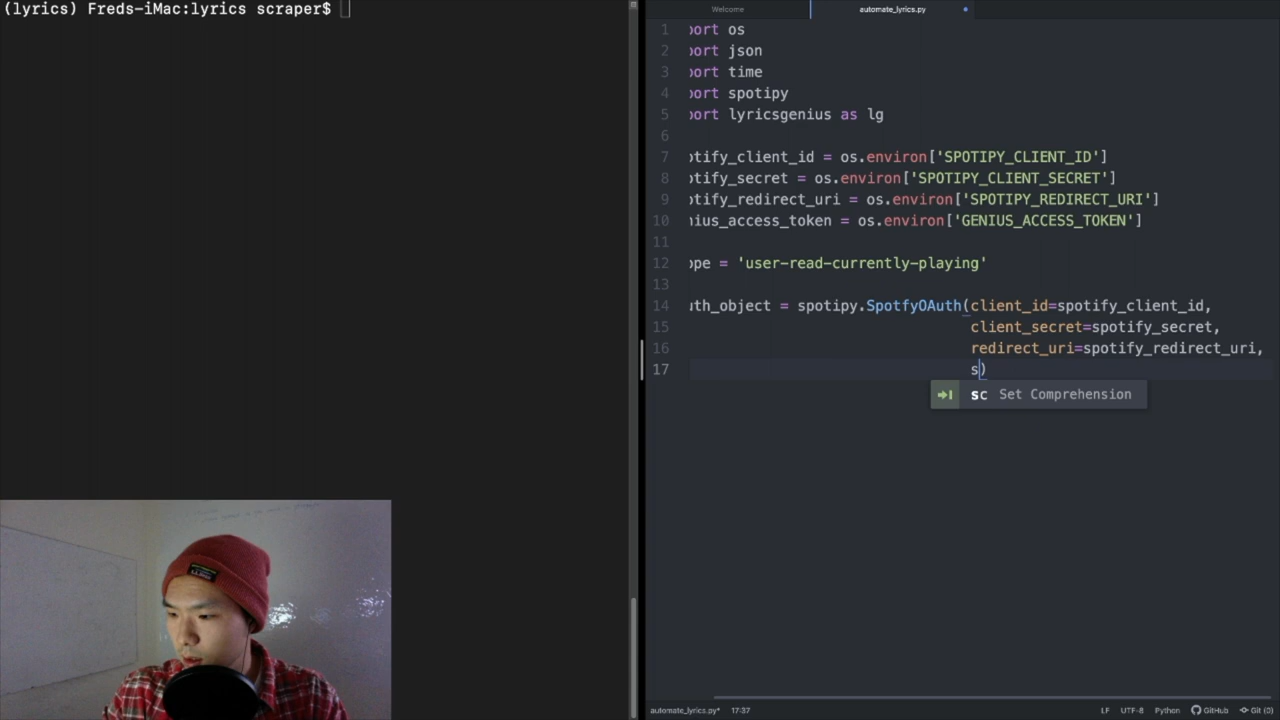 (lyrics) Freds-iMac:lyrics scraper$
Welcome
automate_lyrics.py
1 port os
2 port json
3 port time
4 port spotipy
5 port lyricsgenius as lg
6
7 otify_client_id = os.environ['SPOTIPY_CLIENT_ID']
8 otify_secret = os.environ['SPOTIPY_CLIENT_SECRET']
9 otify_redirect_uri = os.environ['SPOTIPY_REDIRECT_URI']
10 nius_access_token = os.environ['GENIUS_ACCESS_TOKEN']
11
12 ope = 'user-read-currently-playing'
13
14 uth_object = spotipy.SpotfyOAuth(client_id=spotify_client_id,
15 client_secret=spotify_secret,
16 redirect_uri=spotify_redirect_uri,
17 s)
sc Set Comprehension
automate_lyrics.py* 17:37 LF UTF-8 Python GitHub Git (0)